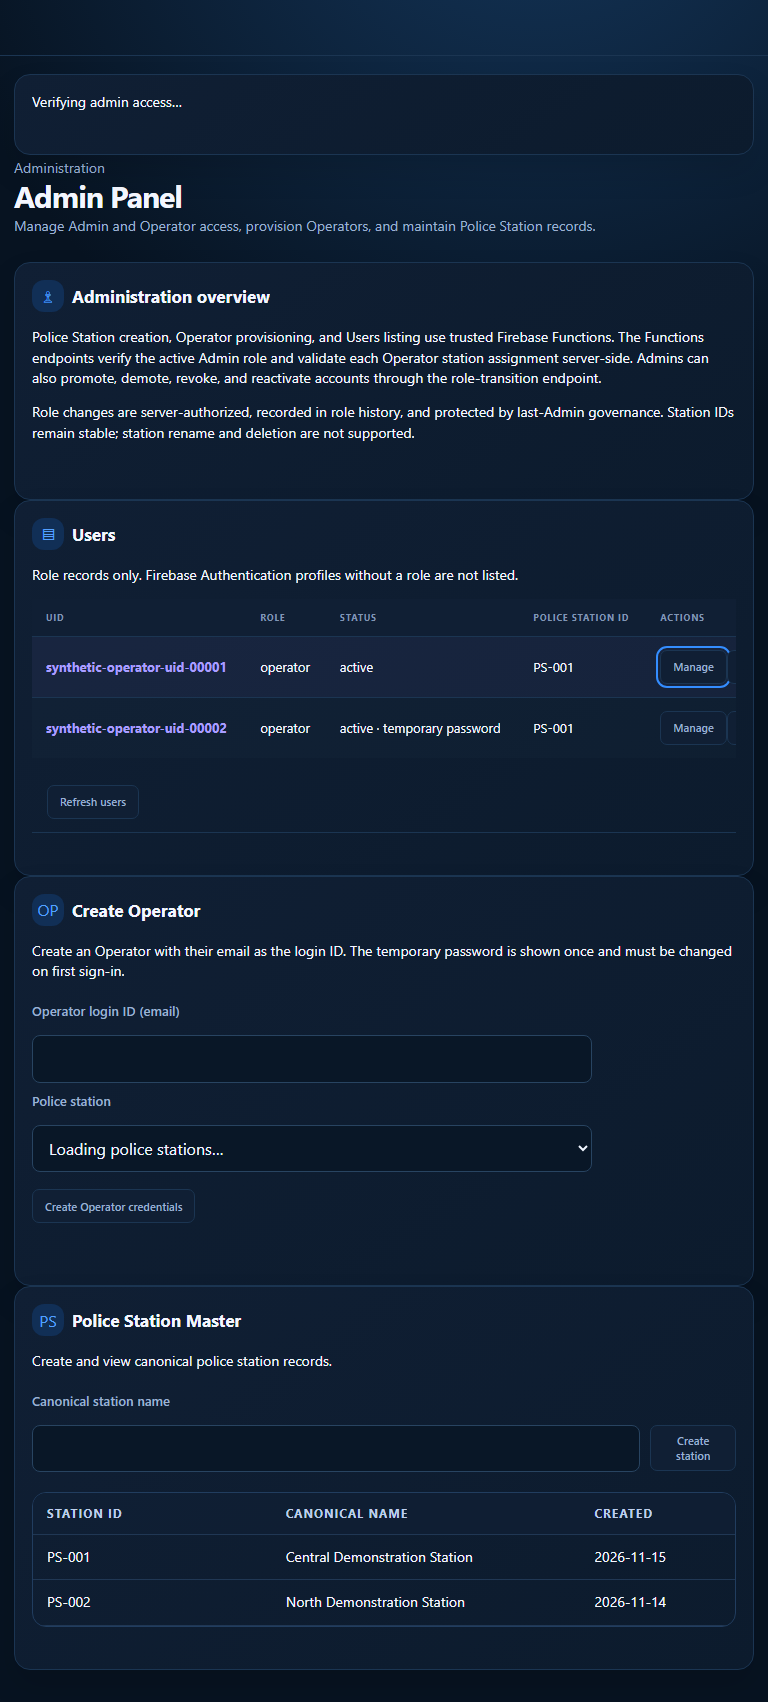 Verifying admin access...
Administration
Admin Panel
Manage Admin and Operator access, provision Operators, and maintain Police Station records.
Administration overview
Police Station creation, Operator provisioning, and Users listing use trusted Firebase Functions. The Functions
endpoints verify the active Admin role and validate each Operator station assignment server-side. Admins can
also promote, demote, revoke, and reactivate accounts through the role-transition endpoint.
Role changes are server-authorized, recorded in role history, and protected by last-Admin governance. Station IDs
remain stable; station rename and deletion are not supported.
Users
Role records only. Firebase Authentication profiles without a role are not listed.
UID ROLE STATUS POLICE STATION ID ACTIONS
synthetic-operator-uid-00001 operator active PS-001 Manage
synthetic-operator-uid-00002 operator active · temporary password PS-001 Manage
Refresh users
OP Create Operator
Create an Operator with their email as the login ID. The temporary password is shown once and must be changed
on first sign-in.
Operator login ID (email)
Police station
Loading police stations...
Create Operator credentials
PS Police Station Master
Create and view canonical police station records.
Canonical station name
Create
station
STATION ID CANONICAL NAME CREATED
PS-001 Central Demonstration Station 2026-11-15
PS-002 North Demonstration Station 2026-11-14